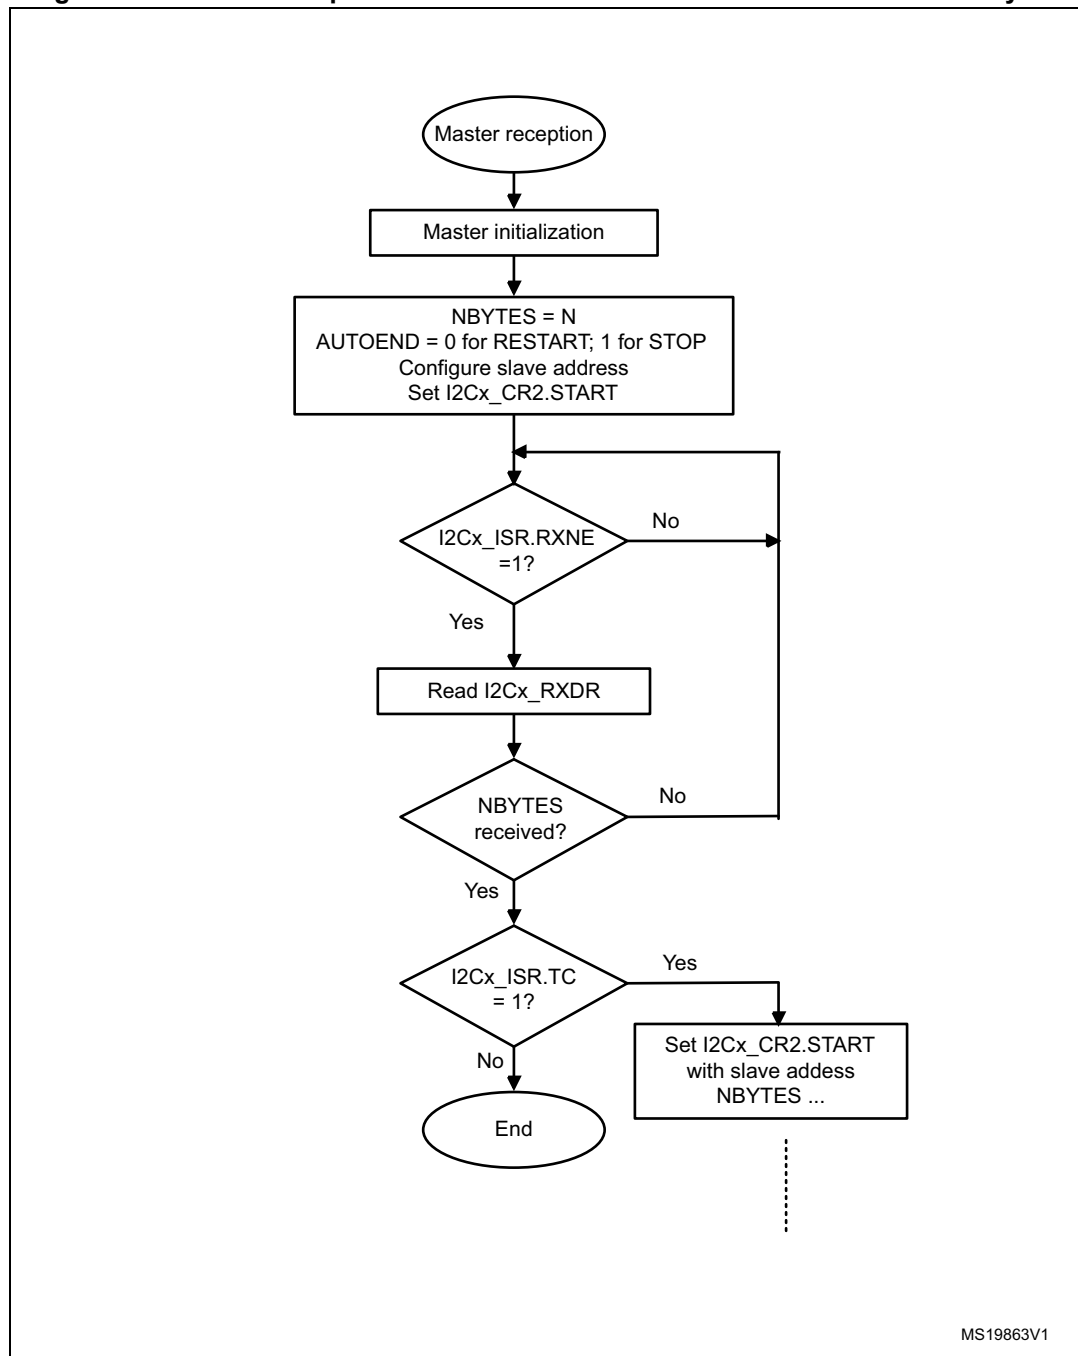 Master reception
Master initialization
NBYTES = N
AUTOEND = 0 for RESTART; 1 for STOP
Configure slave address
Set I2Cx_CR2.START
I2Cx_ISR.RXNE
=1?
No
Yes
Read I2Cx_RXDR
NBYTES
received?
No
Yes
I2Cx_ISR.TC
= 1?
Yes
No
Set I2Cx_CR2.START
with slave addess
NBYTES ...
End
MS19863V1